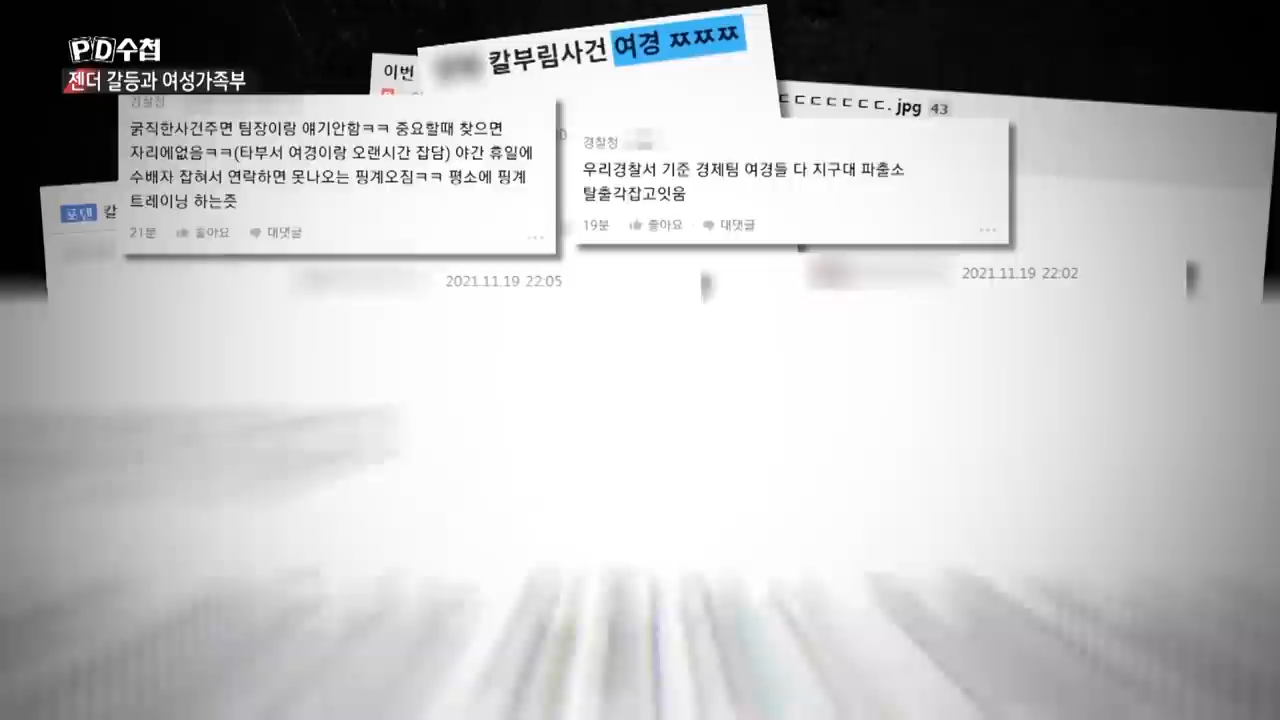 PD수첩
젠더 갈등과 여성가족부
이번
칼부림사건 여경 ㅉㅉㅉ
ㄷㄷㄷㄷㄷㄷㄷ.jpg 43
경찰청
굵직한사건주면 팀장이랑 얘기안함ㅋㅋ 중요할때 찾으면
자리에없음ㅋㅋ(타부서 여경이랑 오랜시간 잡담) 야간 휴일에
수배자 잡혀서 연락하면 못나오는 핑계오짐ㅋㅋ 평소에 핑계
트레이닝 하는줏
21분 좋아요 대댓글
경찰청
우리경찰서 기준 경제팀 여경들 다 지구대 파출소
탈출각잡고잇움
19분 좋아요 대댓글
포텐 칼
2021.11.19 22:05
2021.11.19 22:02